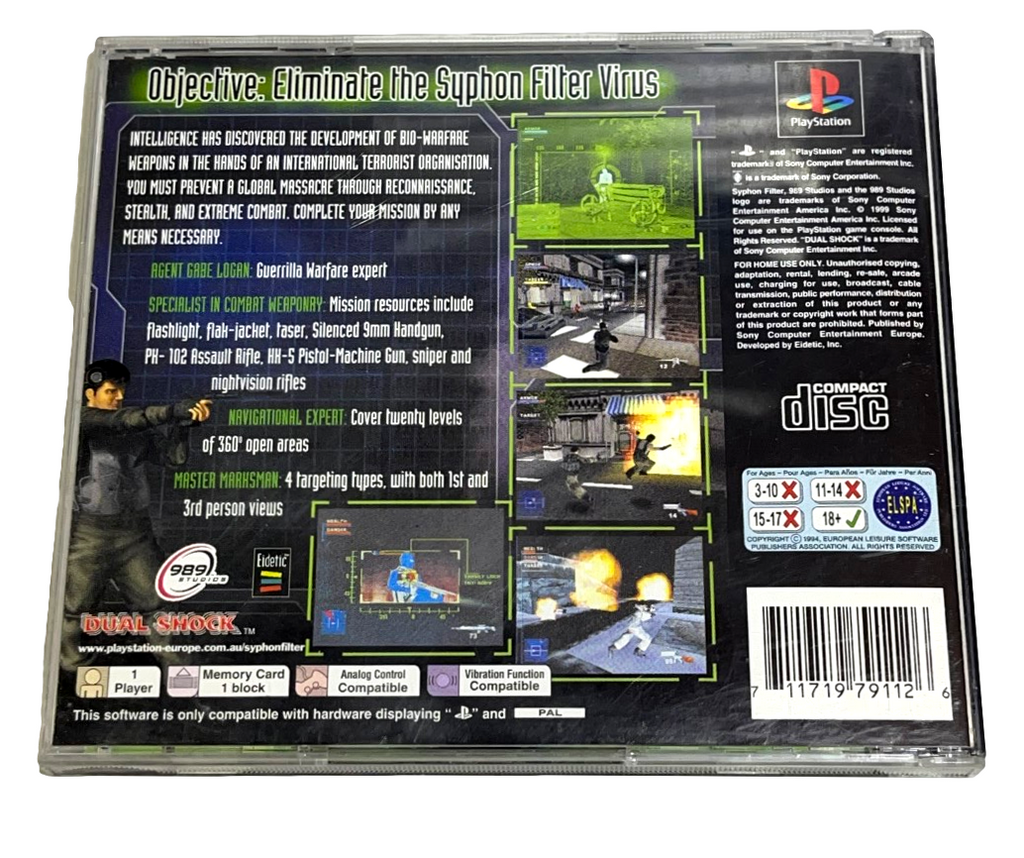 Objective: Eliminate the Syphon Filter Virus
INTELLIGENCE HAS DISCOVERED THE DEVELOPMENT OF BIO-WARFARE
WEAPONS IN THE HANDS OF AN INTERNATIONAL TERRORIST ORGANISATION.
YOU MUST PREVENT A GLOBAL MASSACRE THROUGH RECONNAISSANCE,
STEALTH, AND EXTREME COMBAT. COMPLETE YOUR MISSION BY ANY
MEANS NECESSARY.
AGENT GABE LOGAN: Guerrilla Warfare expert
SPECIALIST IN COMBAT WEAPONRY: Mission resources include
flashlight, flak-jacket, taser, Silenced 9mm Handgun,
PK- 102 Assault Rifle, HK-5 Pistol-Machine Gun, sniper and
nightvision rifles
NAVIGATIONAL EXPERT: Cover twenty levels
of 360° open areas
MASTER MARKSMAN: 4 targeting types, with both 1st and
3rd person views
989
STUDIOS
Eidetic
DUAL SHOCK TM
www.playstation-europe.com.au/syphonfilter
1
Player
Memory Card
1 block
Analog Control
Compatible
Vibration Function
Compatible
This software is only compatible with hardware displaying " " and PAL
ARMOR
TARGET
12
14
HEALTH
73
HEALTH
PlayStation
- and "PlayStation" are registered
trademarks of Sony Computer Entertainment Inc.
is a trademark of Sony Corporation.
Syphon Filter, 989 Studios and the 989 Studios
logo are trademarks of Sony Computer
Entertainment America Inc. © 1999 Sony
Computer Entertainment America Inc. Licensed
for use on the PlayStation game console. All
Rights Reserved. "DUAL SHOCK" is a trademark
of Sony Computer Entertainment Inc.
FOR HOME USE ONLY. Unauthorised copying,
adaptation, rental, lending, re-sale, arcade
use, charging for use, broadcast, cable
transmission, public performance, distribution
or extraction of this product or any
trademark or copyright work that forms part
of this product are prohibited. Published by
Sony Computer Entertainment Europe.
Developed by Eidetic, Inc.
COMPACT
disc
For Ages – Pour Ages – Para Años – Für Jahre – Per Anni
3-10 11-14
15-17 18+
ELSPA
COPYRIGHT © 1994, EUROPEAN LEISURE SOFTWARE
PUBLISHERS ASSOCIATION. ALL RIGHTS RESERVED
7 11719 79112 6